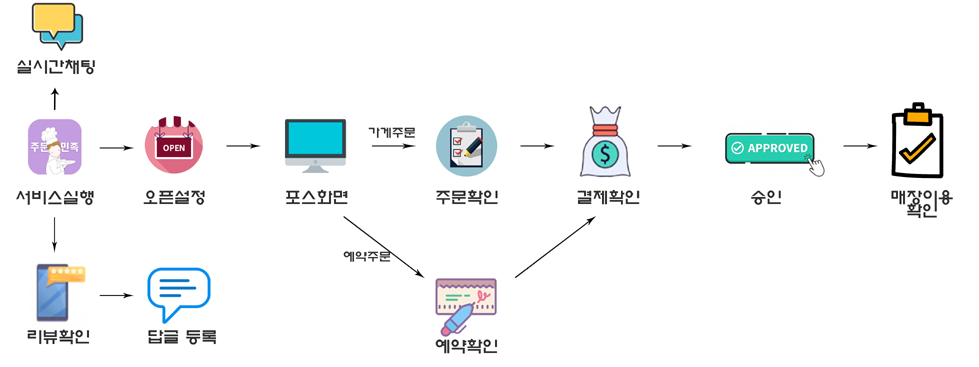 실시간채팅
주문민족
OPEN
가게주문
APPROVED
서비스실행
오픈설정
포스화면
주문확인
결제확인
승인
매장이용
확인
예약주문
리뷰확인
답글 등록
예약확인